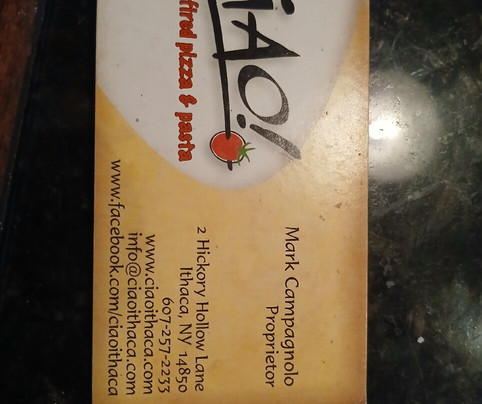 IAO!
fired pizza & pasta
Mark Campagnolo
Proprietor
2 Hickory Hollow Lane
Ithaca, NY 14850
607-257-2233
www.ciaoithaca.com
info@ciaoithaca.com
www.facebook.com/ciaoithaca